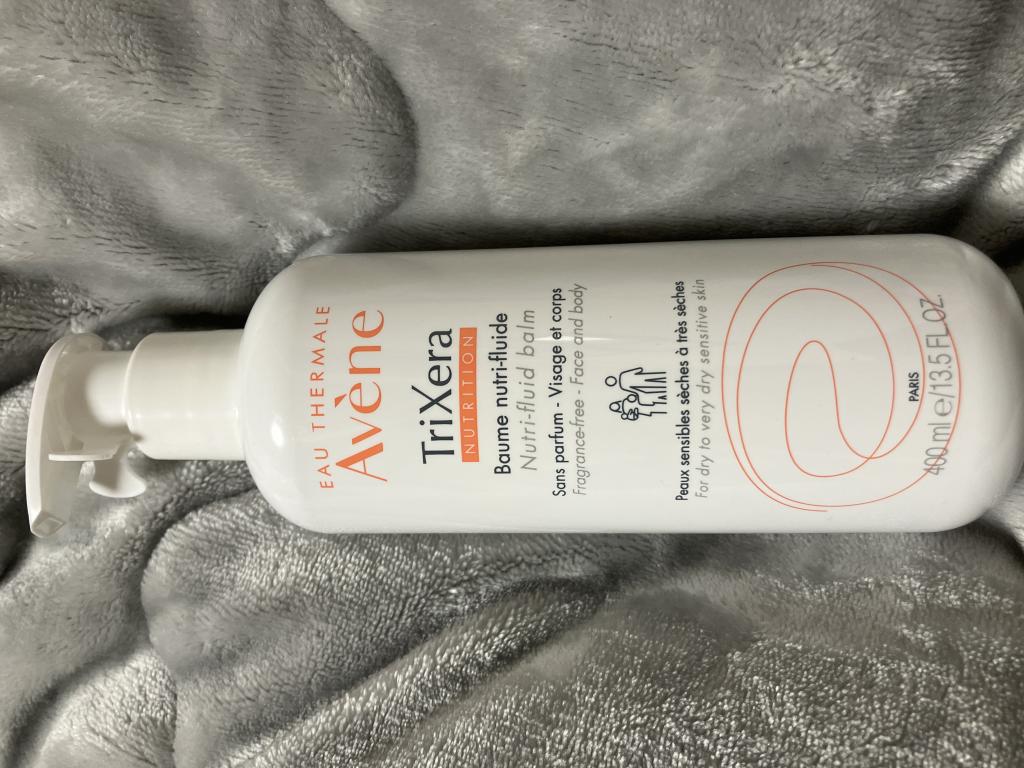 EAU THERMALE
Avène
TriXera
NUTRITION
Baume nutri-fluide
Nutri-fluid balm
Sans parfum - Visage et corps
Fragrance-free - Face and body
Peaux sensibles sèches à très sèches
For dry to very dry sensitive skin
PARIS
400 ml ℮/13.5 FL.OZ.